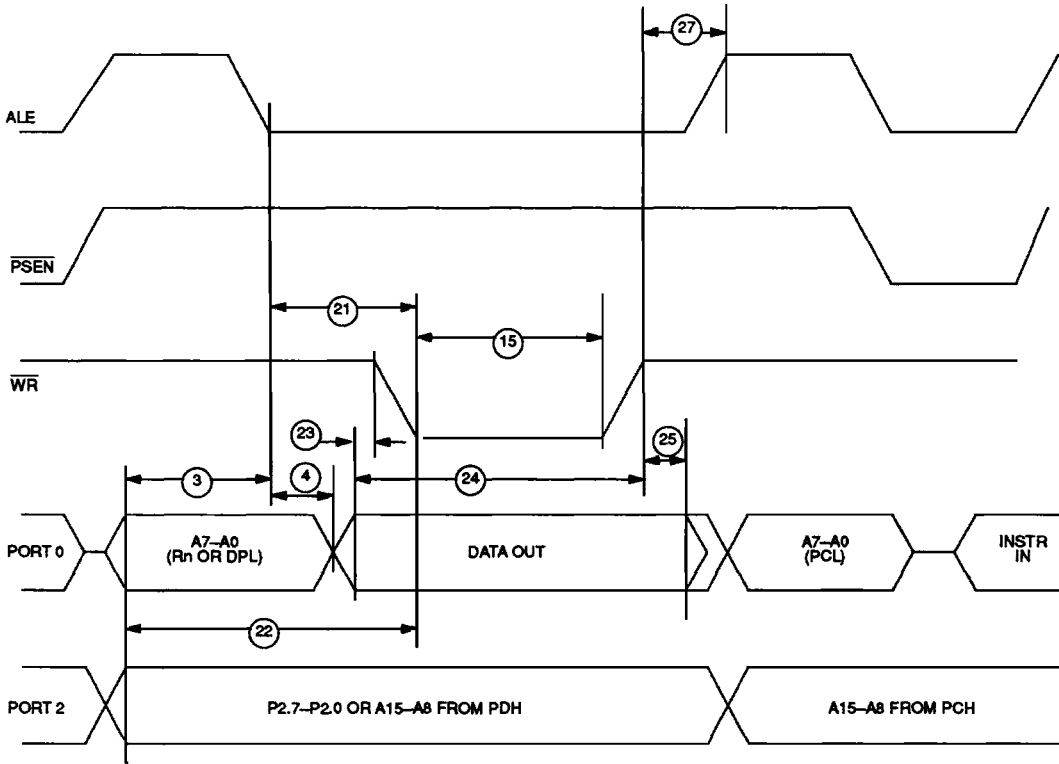 27
ALE
PSEN
21
15
WR
23
25
3
4
24
PORT 0
A7–A0
(Rn OR DPL)
DATA OUT
A7–A0
(PCL)
INSTR
IN
22
PORT 2
P2.7–P2.0 OR A15–A8 FROM PDH
A15–A8 FROM PCH